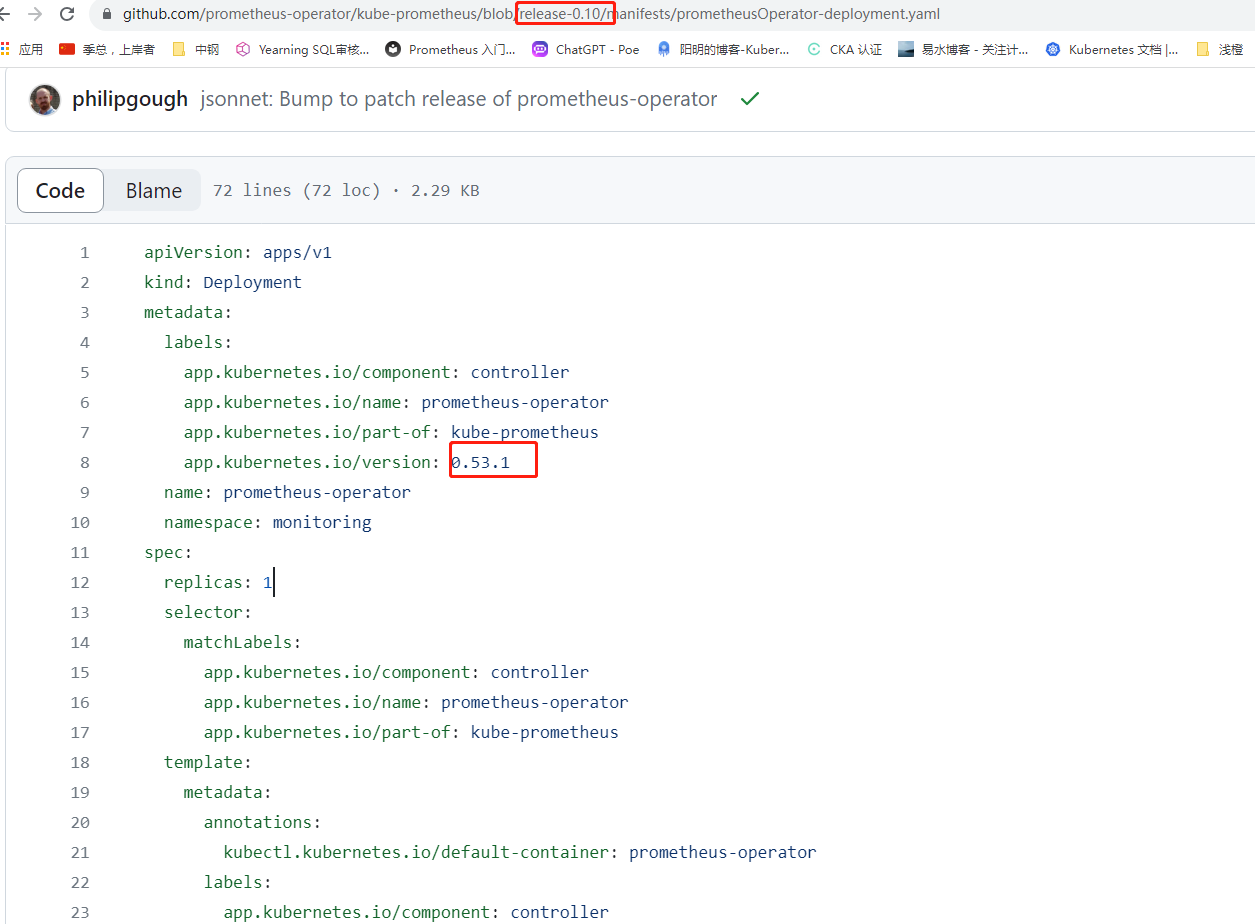 github.com/prometheus-operator/kube-prometheus/blob/release-0.10/manifests/prometheusOperator-deployment.yaml
应用 季总，上岸者 中钢 Yearning SQL审核... Prometheus 入门... ChatGPT - Poe 阳明的博客-Kuber... CKA 认证 易水博客 - 关注计... Kubernetes 文档 |... 浅橙
philipgough jsonnet: Bump to patch release of prometheus-operator
Code Blame 72 lines (72 loc) · 2.29 KB
1 apiVersion: apps/v1
2 kind: Deployment
3 metadata:
4 labels:
5 app.kubernetes.io/component: controller
6 app.kubernetes.io/name: prometheus-operator
7 app.kubernetes.io/part-of: kube-prometheus
8 app.kubernetes.io/version: 0.53.1
9 name: prometheus-operator
10 namespace: monitoring
11 spec:
12 replicas: 1
13 selector:
14 matchLabels:
15 app.kubernetes.io/component: controller
16 app.kubernetes.io/name: prometheus-operator
17 app.kubernetes.io/part-of: kube-prometheus
18 template:
19 metadata:
20 annotations:
21 kubectl.kubernetes.io/default-container: prometheus-operator
22 labels:
23 app.kubernetes.io/component: controller